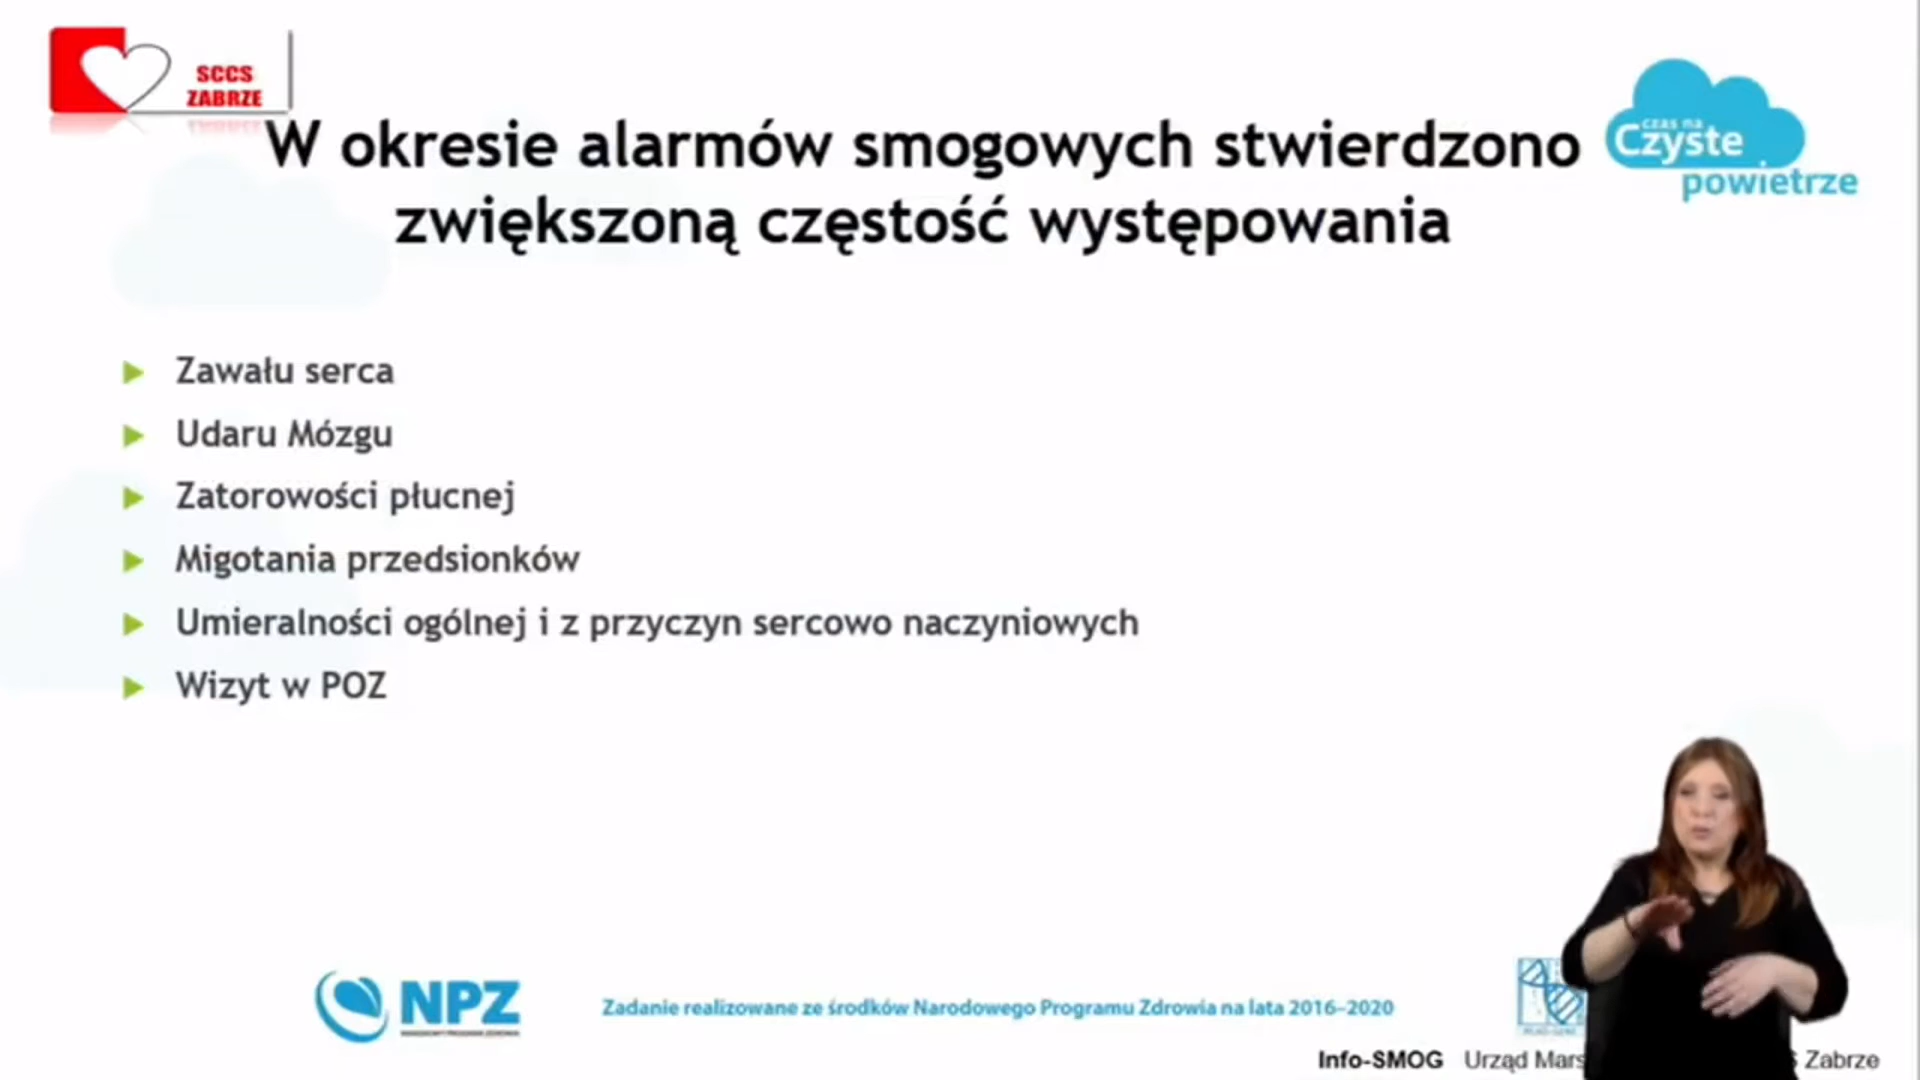 SCCS
ZABRZE
W okresie alarmów smogowych stwierdzono
zwiększoną częstość występowania
czas na
Czyste
powietrze
Zawału serca
Udaru Mózgu
Zatorowości płucnej
Migotania przedsionków
Umieralności ogólnej i z przyczyn sercowo naczyniowych
Wizyt w POZ
NPZ
Zadanie realizowane ze środków Narodowego Programu Zdrowia na lata 2016–2020
Info-SMOG Urząd Mars Zabrze